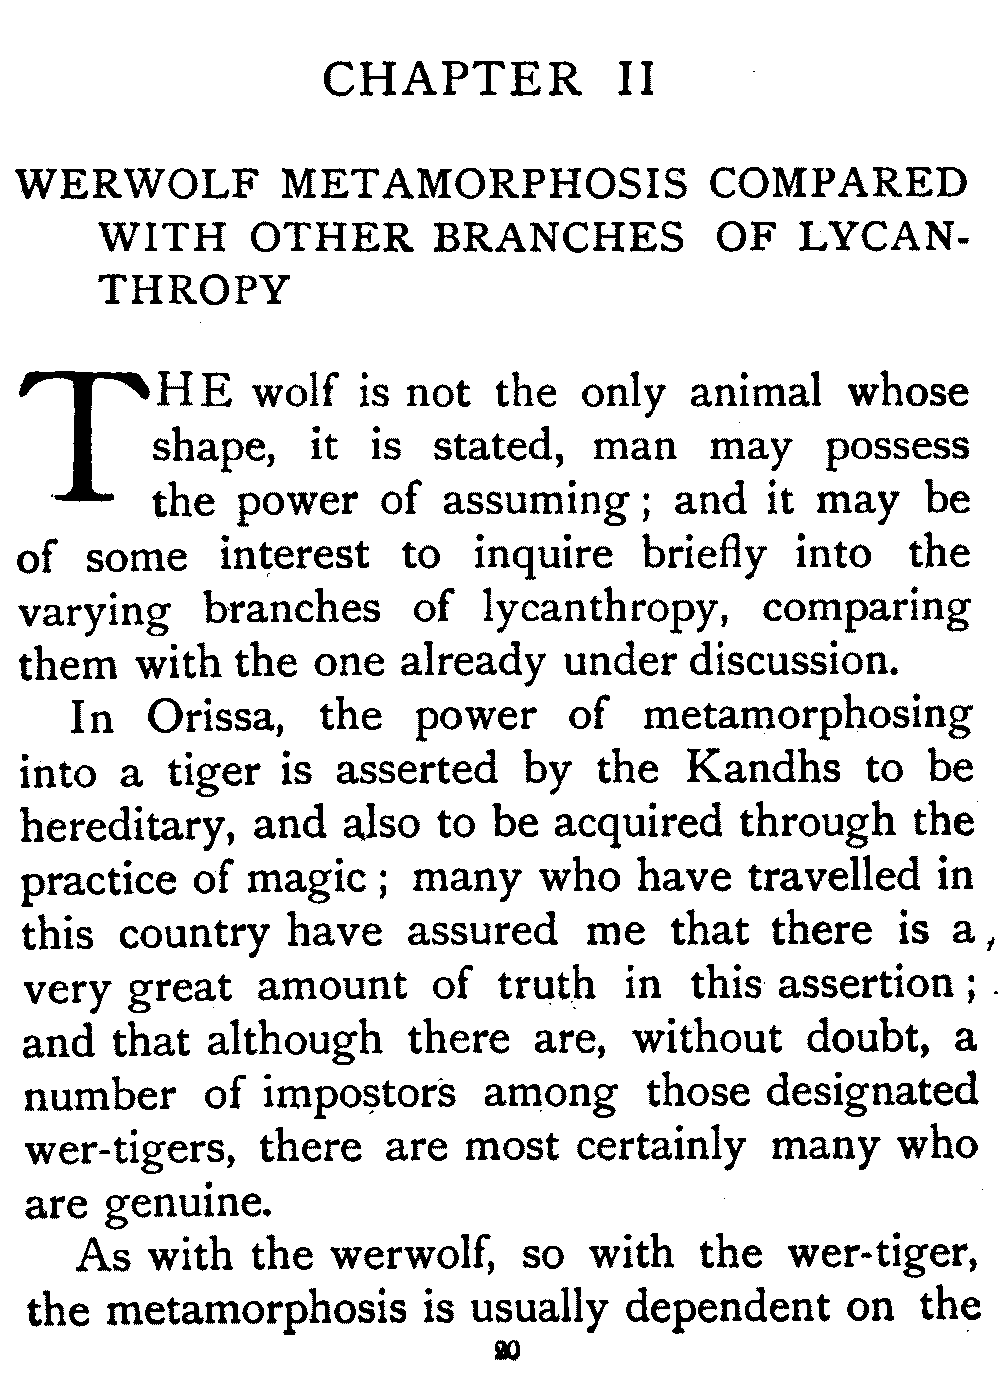 CHAPTER II
WERWOLF METAMORPHOSIS COMPARED
WITH OTHER BRANCHES OF LYCAN-
THROPY
THE wolf is not the only animal whose
shape, it is stated, man may possess
the power of assuming; and it may be
of some interest to inquire briefly into the
varying branches of lycanthropy, comparing
them with the one already under discussion.
In Orissa, the power of metamorphosing
into a tiger is asserted by the Kandhs to be
hereditary, and also to be acquired through the
practice of magic; many who have travelled in
this country have assured me that there is a
very great amount of truth in this assertion;
and that although there are, without doubt, a
number of impostors among those designated
wer-tigers, there are most certainly many who
are genuine.
As with the werwolf, so with the wer-tiger,
the metamorphosis is usually dependent on the
20